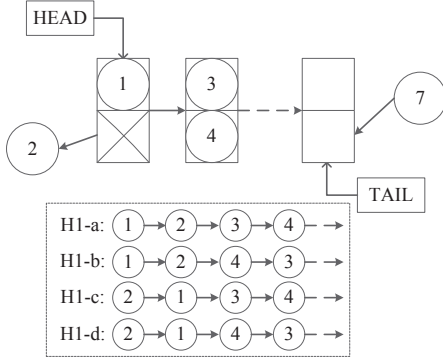 HEAD
1
3
7
2
4
TAIL
H1-a: 1 2 3 4
H1-b: 1 2 4 3
H1-c: 2 1 3 4
H1-d: 2 1 4 3